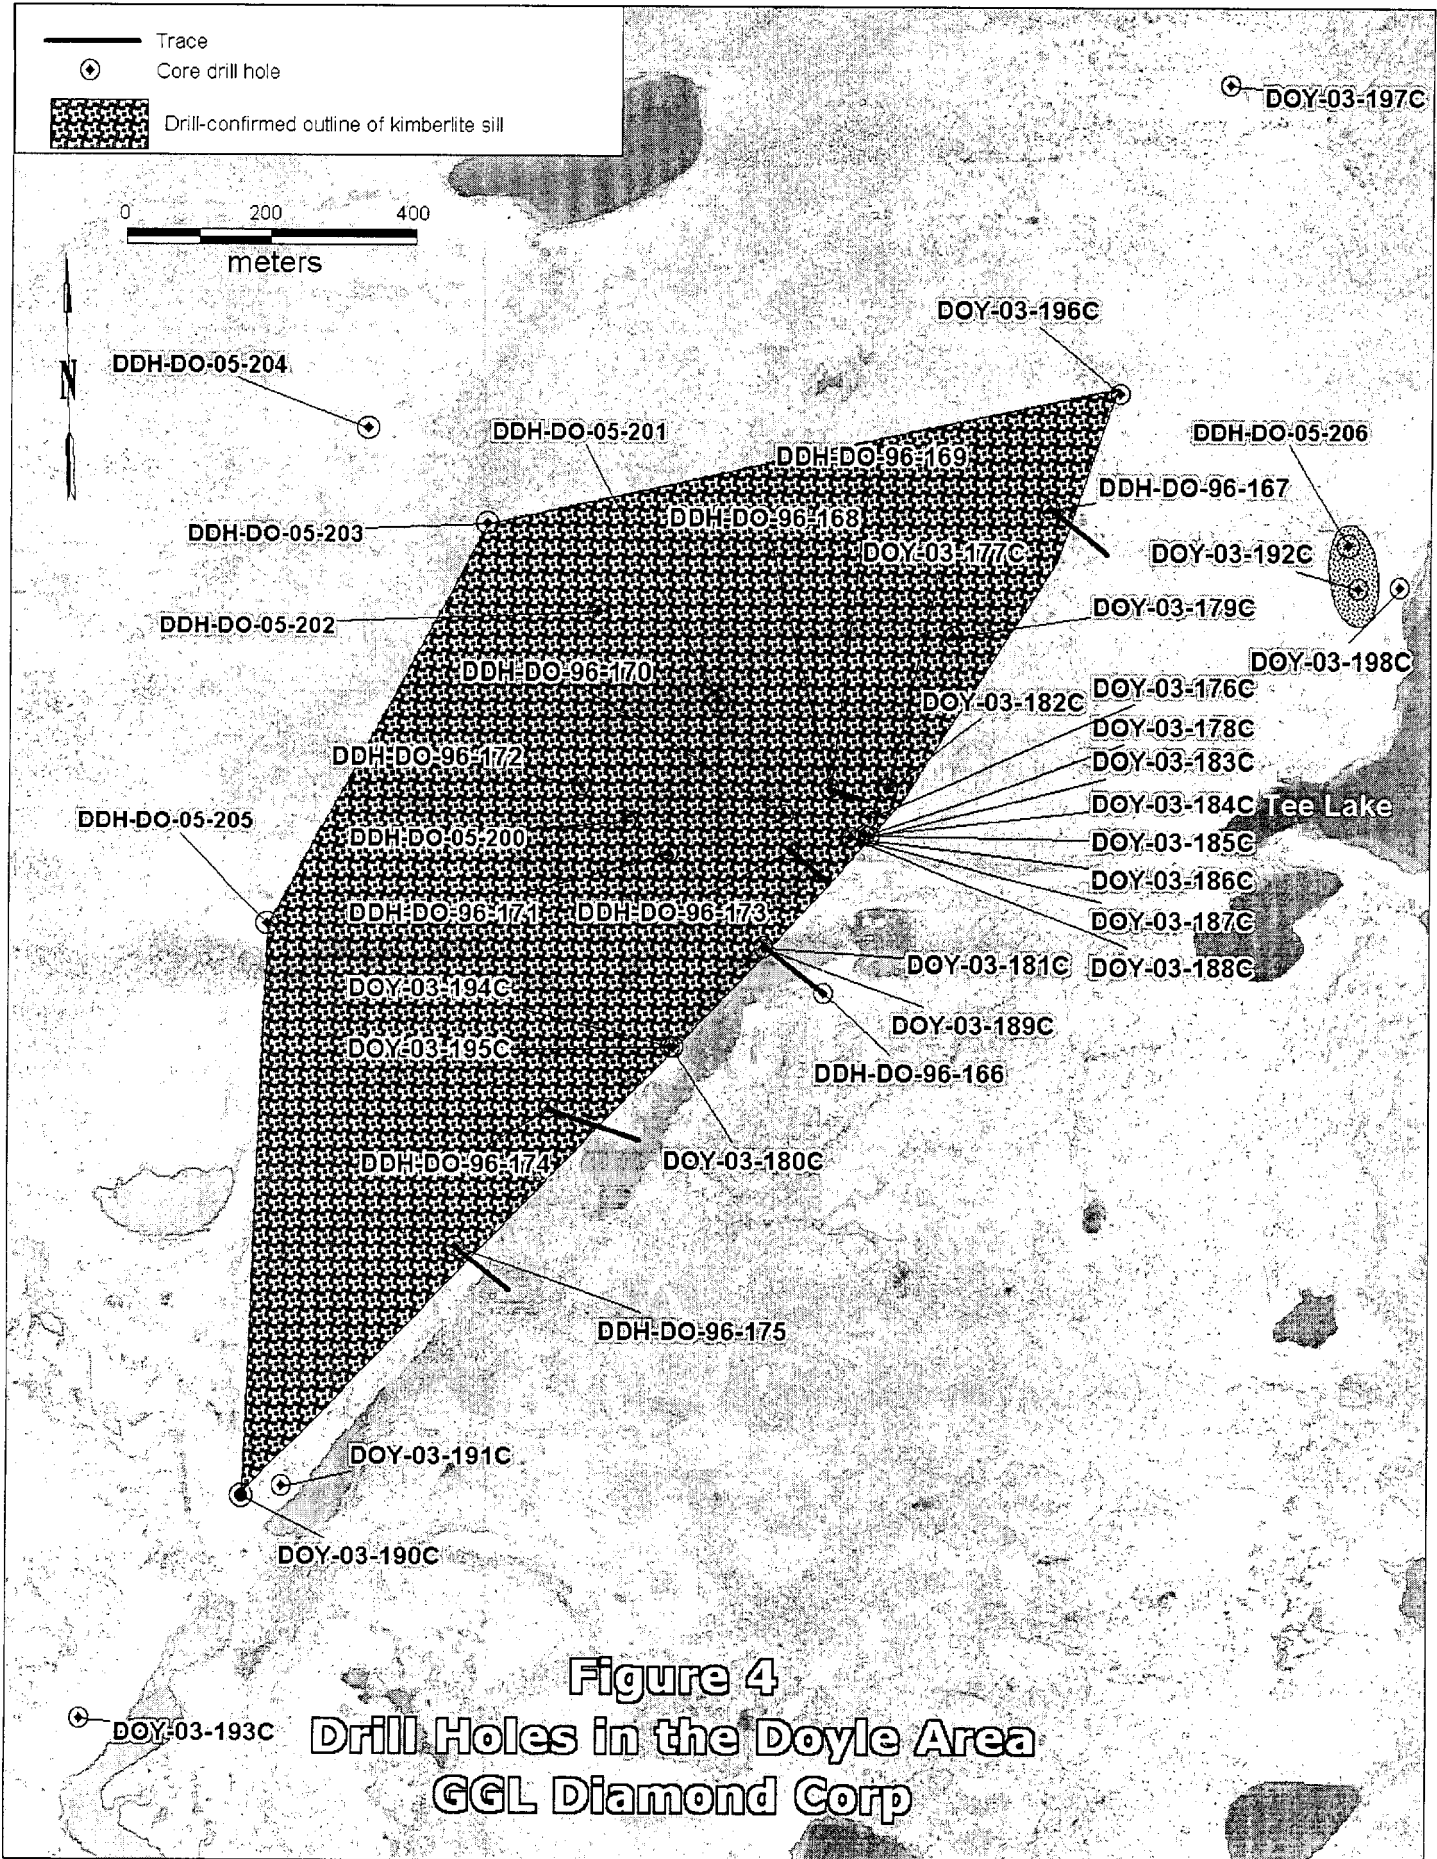 Trace
Core drill hole
Drill-confirmed outline of kimberlite sill
DOY-03-197C
0 200 400
meters
DOY-03-196C
N
DDH-DO-05-204
DDH-DO-05-201
DDH-DO-96-169
DDH-DO-05-206
DDH-DO-96-167
DDH-DO-05-203
DDH-DO-96-168
DOY-03-177C
DOY-03-192C
DDH-DO-05-202
DOY-03-179C
DDH-DO-96-170
DOY-03-198C
DOY-03-182C
DOY-03-176C
DOY-03-178C
DDH-DO-96-172
DOY-03-183C
DOY-03-184C
Tee Lake
DDH-DO-05-205
DDH-DO-05-200
DOY-03-185C
DOY-03-186C
DDH-DO-96-171
DDH-DO-96-173
DOY-03-187C
DOY-03-181C
DOY-03-188C
DOY-03-194C
DOY-03-189C
DOY-03-195C
DDH-DO-96-166
DDH-DO-96-174
DOY-03-180C
DDH-DO-96-175
DOY-03-191C
DOY-03-190C
Figure 4
DOY-03-193C
Drill Holes in the Doyle Area
GGL Diamond Corp